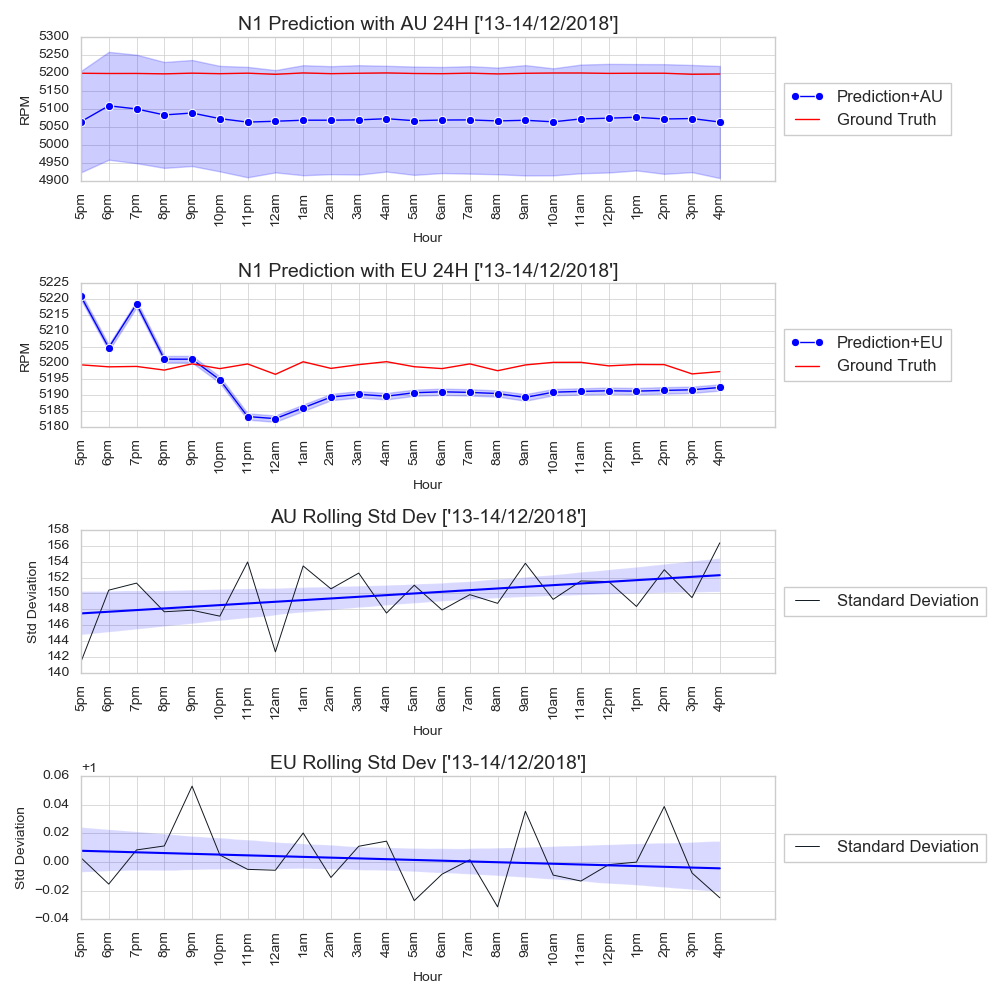 N1 Prediction with AU 24H ['13-14/12/2018']
5300
5250
5200
5150
5100
5050
5000
4950
4900
RPM
5pm 6pm 7pm 8pm 9pm 10pm 11pm 12am 1am 2am 3am 4am 5am 6am 7am 8am 9am 10am 11am 12pm 1pm 2pm 3pm 4pm
Hour
Prediction+AU
Ground Truth
N1 Prediction with EU 24H ['13-14/12/2018']
5225
5220
5215
5210
5205
5200
5195
5190
5185
5180
RPM
5pm 6pm 7pm 8pm 9pm 10pm 11pm 12am 1am 2am 3am 4am 5am 6am 7am 8am 9am 10am 11am 12pm 1pm 2pm 3pm 4pm
Hour
Prediction+EU
Ground Truth
AU Rolling Std Dev ['13-14/12/2018']
158
156
154
152
150
148
146
144
142
140
Std Deviation
5pm 6pm 7pm 8pm 9pm 10pm 11pm 12am 1am 2am 3am 4am 5am 6am 7am 8am 9am 10am 11am 12pm 1pm 2pm 3pm 4pm
Hour
Standard Deviation
EU Rolling Std Dev ['13-14/12/2018']
+1
0.06
0.04
0.02
0.00
−0.02
−0.04
Std Deviation
5pm 6pm 7pm 8pm 9pm 10pm 11pm 12am 1am 2am 3am 4am 5am 6am 7am 8am 9am 10am 11am 12pm 1pm 2pm 3pm 4pm
Hour
Standard Deviation